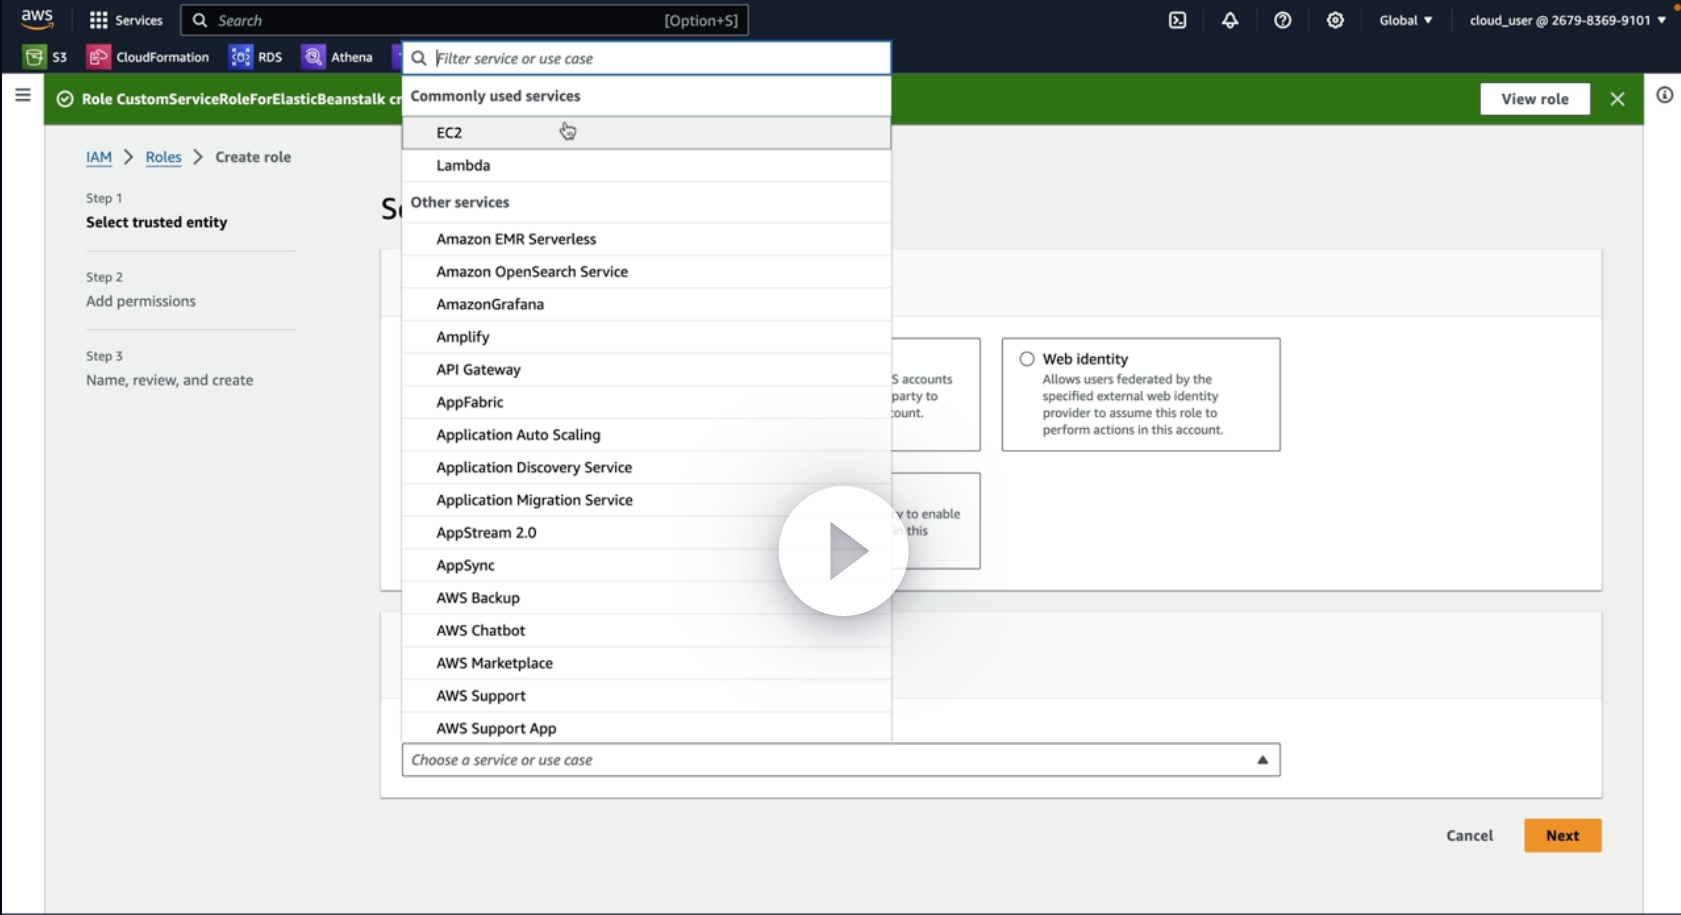 aws
Services
Search
[Option+S]
Global
cloud_user @ 2679-8369-9101
S3
CloudFormation
RDS
Athena
Filter service or use case
Role CustomServiceRoleForElasticBeanstalk
View role
Commonly used services
EC2
Lambda
Other services
Amazon EMR Serverless
Amazon OpenSearch Service
AmazonGrafana
Amplify
API Gateway
AppFabric
Application Auto Scaling
Application Discovery Service
Application Migration Service
AppStream 2.0
AppSync
AWS Backup
AWS Chatbot
AWS Marketplace
AWS Support
AWS Support App
Choose a service or use case
IAM > Roles > Create role
Step 1
Select trusted entity
Step 2
Add permissions
Step 3
Name, review, and create
S accounts
party to
ount.
Web identity
Allows users federated by the
specified external web identity
provider to assume this role to
perform actions in this account.
to enable
this
Cancel
Next